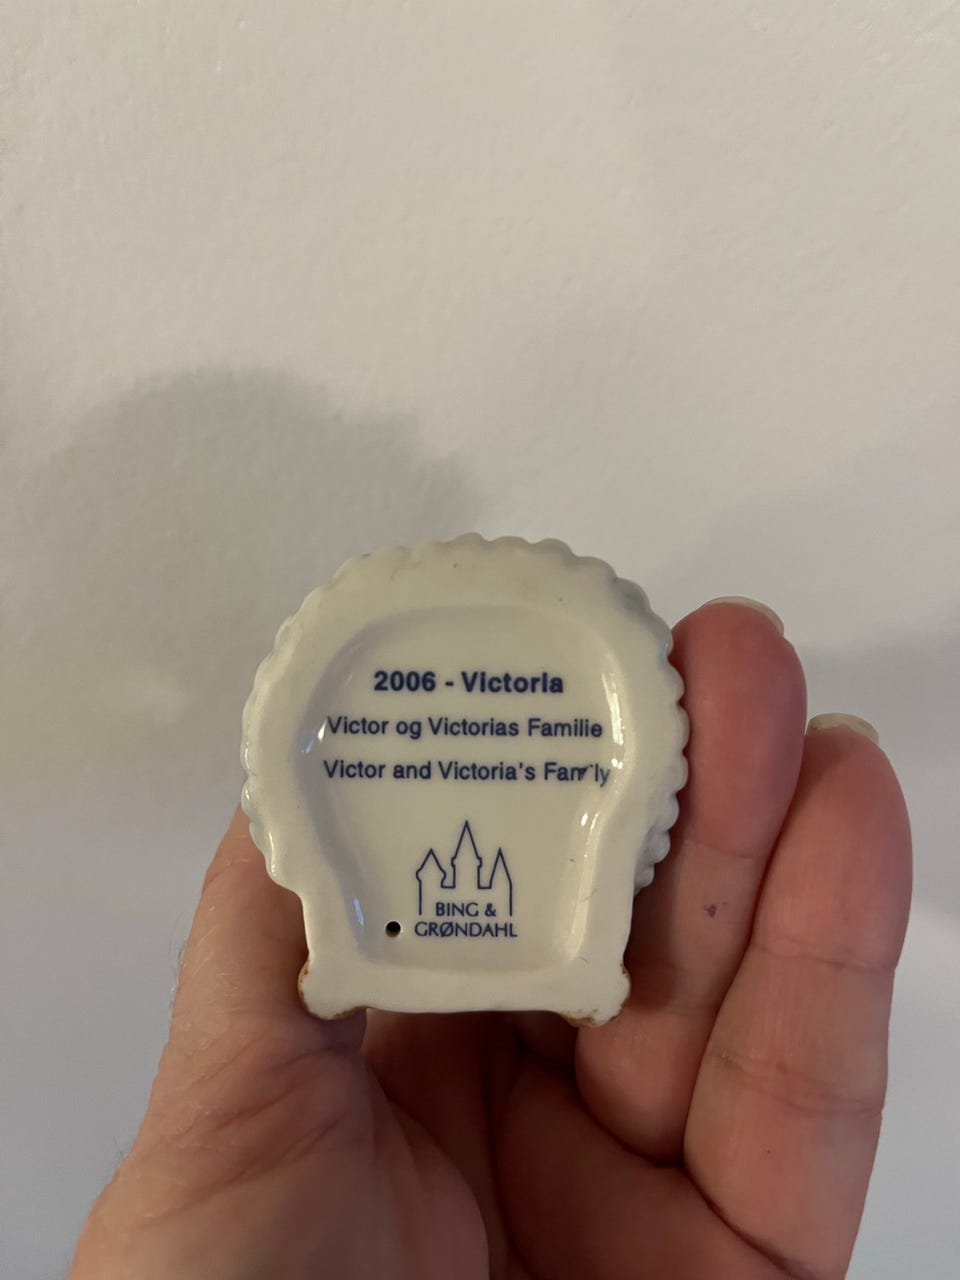 2006 - Victoria
Victor og Victorias Familie
Victor and Victoria's Family
BING &
GRØNDAHL